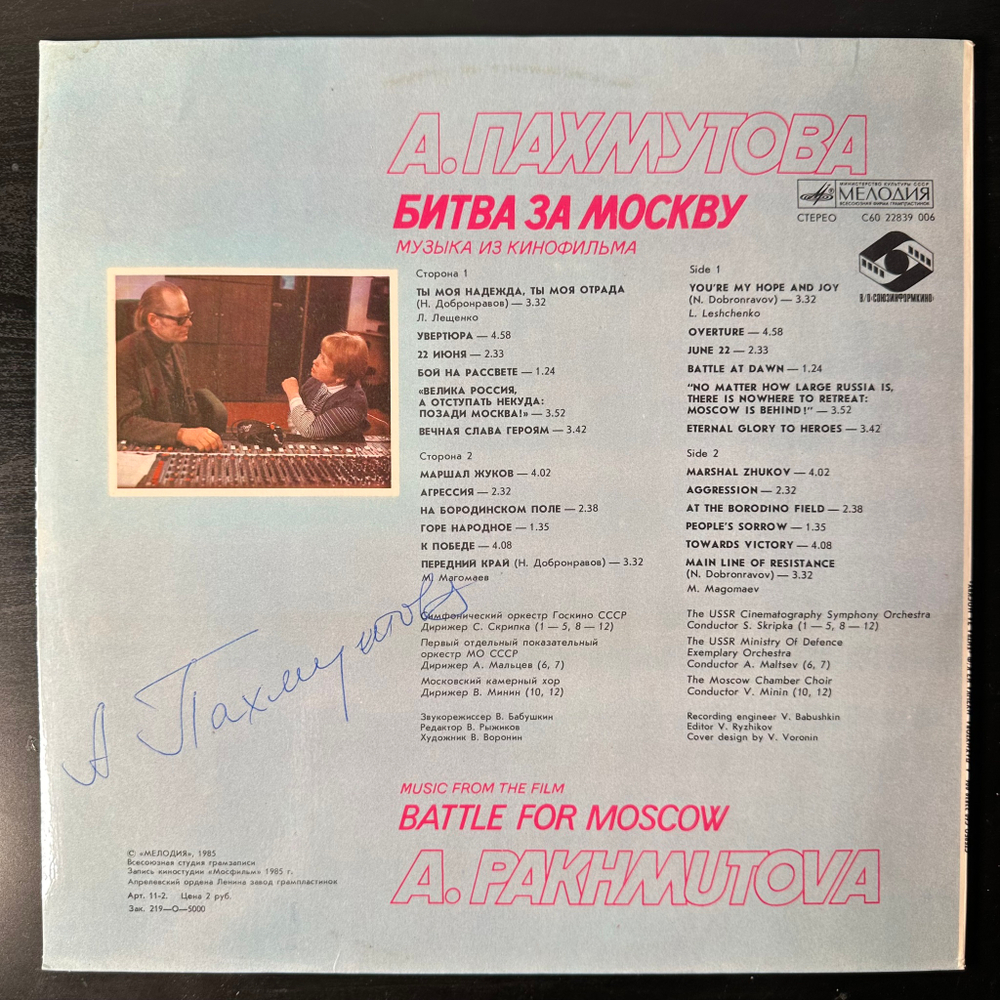 А. ПАХМУТОВА
БИТВА ЗА МОСКВУ
МУЗЫКА ИЗ КИНОФИЛЬМА
МИНИСТЕРСТВО КУЛЬТУРЫ СССР
МЕЛОДИЯ
ВСЕСОЮЗНАЯ ФИРМА ГРАМПЛАСТИНОК
СТЕРЕО С60 22839 006
В/О «СОЮЗИНФОРМКИНО»
Сторона 1
ТЫ МОЯ НАДЕЖДА, ТЫ МОЯ ОТРАДА
(Н. Добронравов) — 3.32
Л. Лещенко
УВЕРТЮРА — 4.58
22 ИЮНЯ — 2.33
БОЙ НА РАССВЕТЕ — 1.24
«ВЕЛИКА РОССИЯ,
А ОТСТУПАТЬ НЕКУДА:
ПОЗАДИ МОСКВА!» — 3.52
ВЕЧНАЯ СЛАВА ГЕРОЯМ — 3.42
Сторона 2
МАРШАЛ ЖУКОВ — 4.02
АГРЕССИЯ — 2.32
НА БОРОДИНСКОМ ПОЛЕ — 2.38
ГОРЕ НАРОДНОЕ — 1.35
К ПОБЕДЕ — 4.08
ПЕРЕДНИЙ КРАЙ (Н. Добронравов) — 3.32
М. Магомаев
Симфонический оркестр Госкино СССР
Дирижер С. Скрипка (1 — 5, 8 — 12)
Первый отдельный показательный
оркестр МО СССР
Дирижер А. Мальцев (6, 7)
Московский камерный хор
Дирижер В. Минин (10, 12)
Звукорежиссер В. Бабушкин
Редактор В. Рыжиков
Художник В. Воронин
Side 1
YOU'RE MY HOPE AND JOY
(N. Dobronravov) — 3.32
L. Leshchenko
OVERTURE — 4.58
JUNE 22 — 2.33
BATTLE AT DAWN — 1.24
"NO MATTER HOW LARGE RUSSIA IS,
THERE IS NOWHERE TO RETREAT:
MOSCOW IS BEHIND!" — 3.52
ETERNAL GLORY TO HEROES — 3.42
Side 2
MARSHAL ZHUKOV — 4.02
AGGRESSION — 2.32
AT THE BORODINO FIELD — 2.38
PEOPLE'S SORROW — 1.35
TOWARDS VICTORY — 4.08
MAIN LINE OF RESISTANCE
(N. Dobronravov) — 3.32
M. Magomaev
The USSR Cinematography Symphony Orchestra
Conductor S. Skripka (1 — 5, 8 — 12)
The USSR Ministry Of Defence
Exemplary Orchestra
Conductor A. Maltsev (6, 7)
The Moscow Chamber Choir
Conductor V. Minin (10, 12)
Recording engineer V. Babushkin
Editor V. Ryzhikov
Cover design by V. Voronin
А Пахмутова
MUSIC FROM THE FILM
BATTLE FOR MOSCOW
A. PAKHMUTOVA
© «МЕЛОДИЯ», 1985
Всесоюзная студия грамзаписи
Запись киностудии «Мосфильм» 1985 г.
Апрелевский ордена Ленина завод грампластинок
Арт. 11-2. Цена 2 руб.
Зак. 219—О—5000